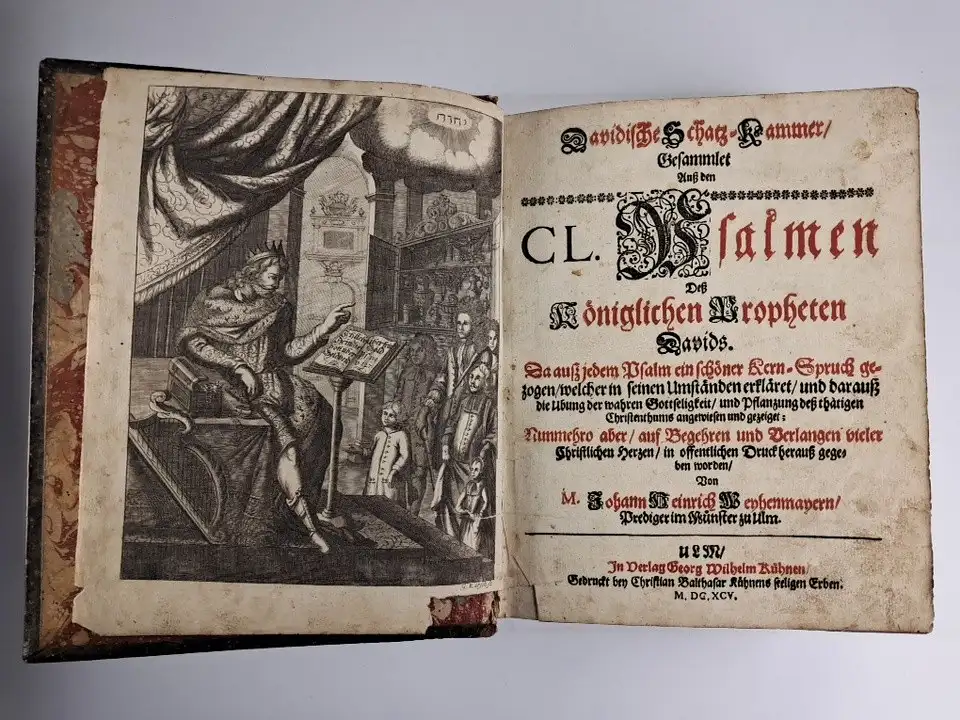 יהוה
Davidische Schatz-Kammer/
Gesammlet
Auß den
CL. Psalmen
Deß
Königlichen Propheten
Davids.
Da auß jedem Psalm ein schöner Kern-Spruch ge-
zogen/welcher in seinen Umständen erkläret/ und darauß
die Ubung der wahren Gottseligkeit/ und Pflanzung deß thätigen
Christenthums angewiesen und gezeiget:
Nunmehro aber/ auf Begehren und Verlangen vieler
Christlichen Herzen/ in offentlichen Druck herauß gege-
ben worden/
Von
M. Johann Heinrich Weyhenmayern/
Prediger im Münster zu Ulm.
ULM/
In Verlag Georg Wilhelm Kühnen/
Gedruckt bey Christian Balthasar Kühnens seeligen Erben.
M. DC. XCV.